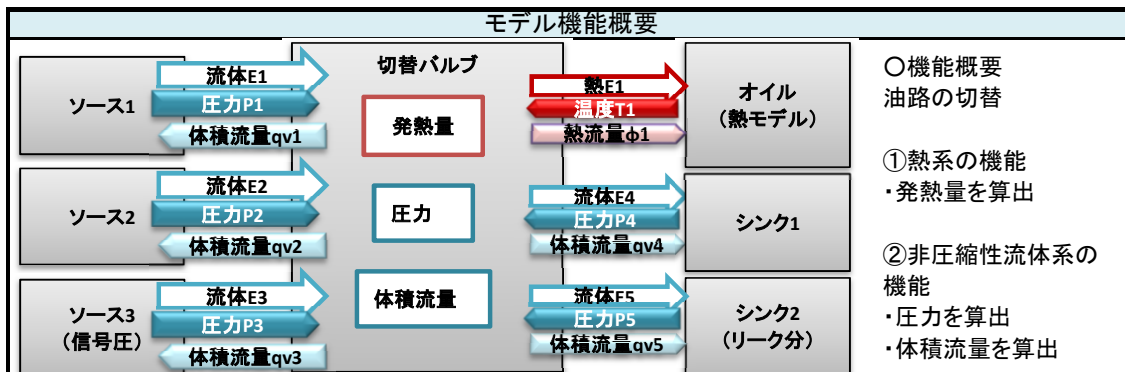 モデル機能概要
ソース1
流体E1
圧力P1
体積流量qv1
ソース2
流体E2
圧力P2
体積流量qv2
ソース3
(信号圧)
流体E3
圧力P3
体積流量qv3
切替バルブ
発熱量
圧力
体積流量
熱E1
温度T1
熱流量φ1
流体E4
圧力P4
体積流量qv4
流体E5
圧力P5
体積流量qv5
オイル
(熱モデル)
シンク1
シンク2
(リーク分)
〇機能概要
油路の切替
①熱系の機能
・発熱量を算出
②非圧縮性流体系の
機能
・圧力を算出
・体積流量を算出